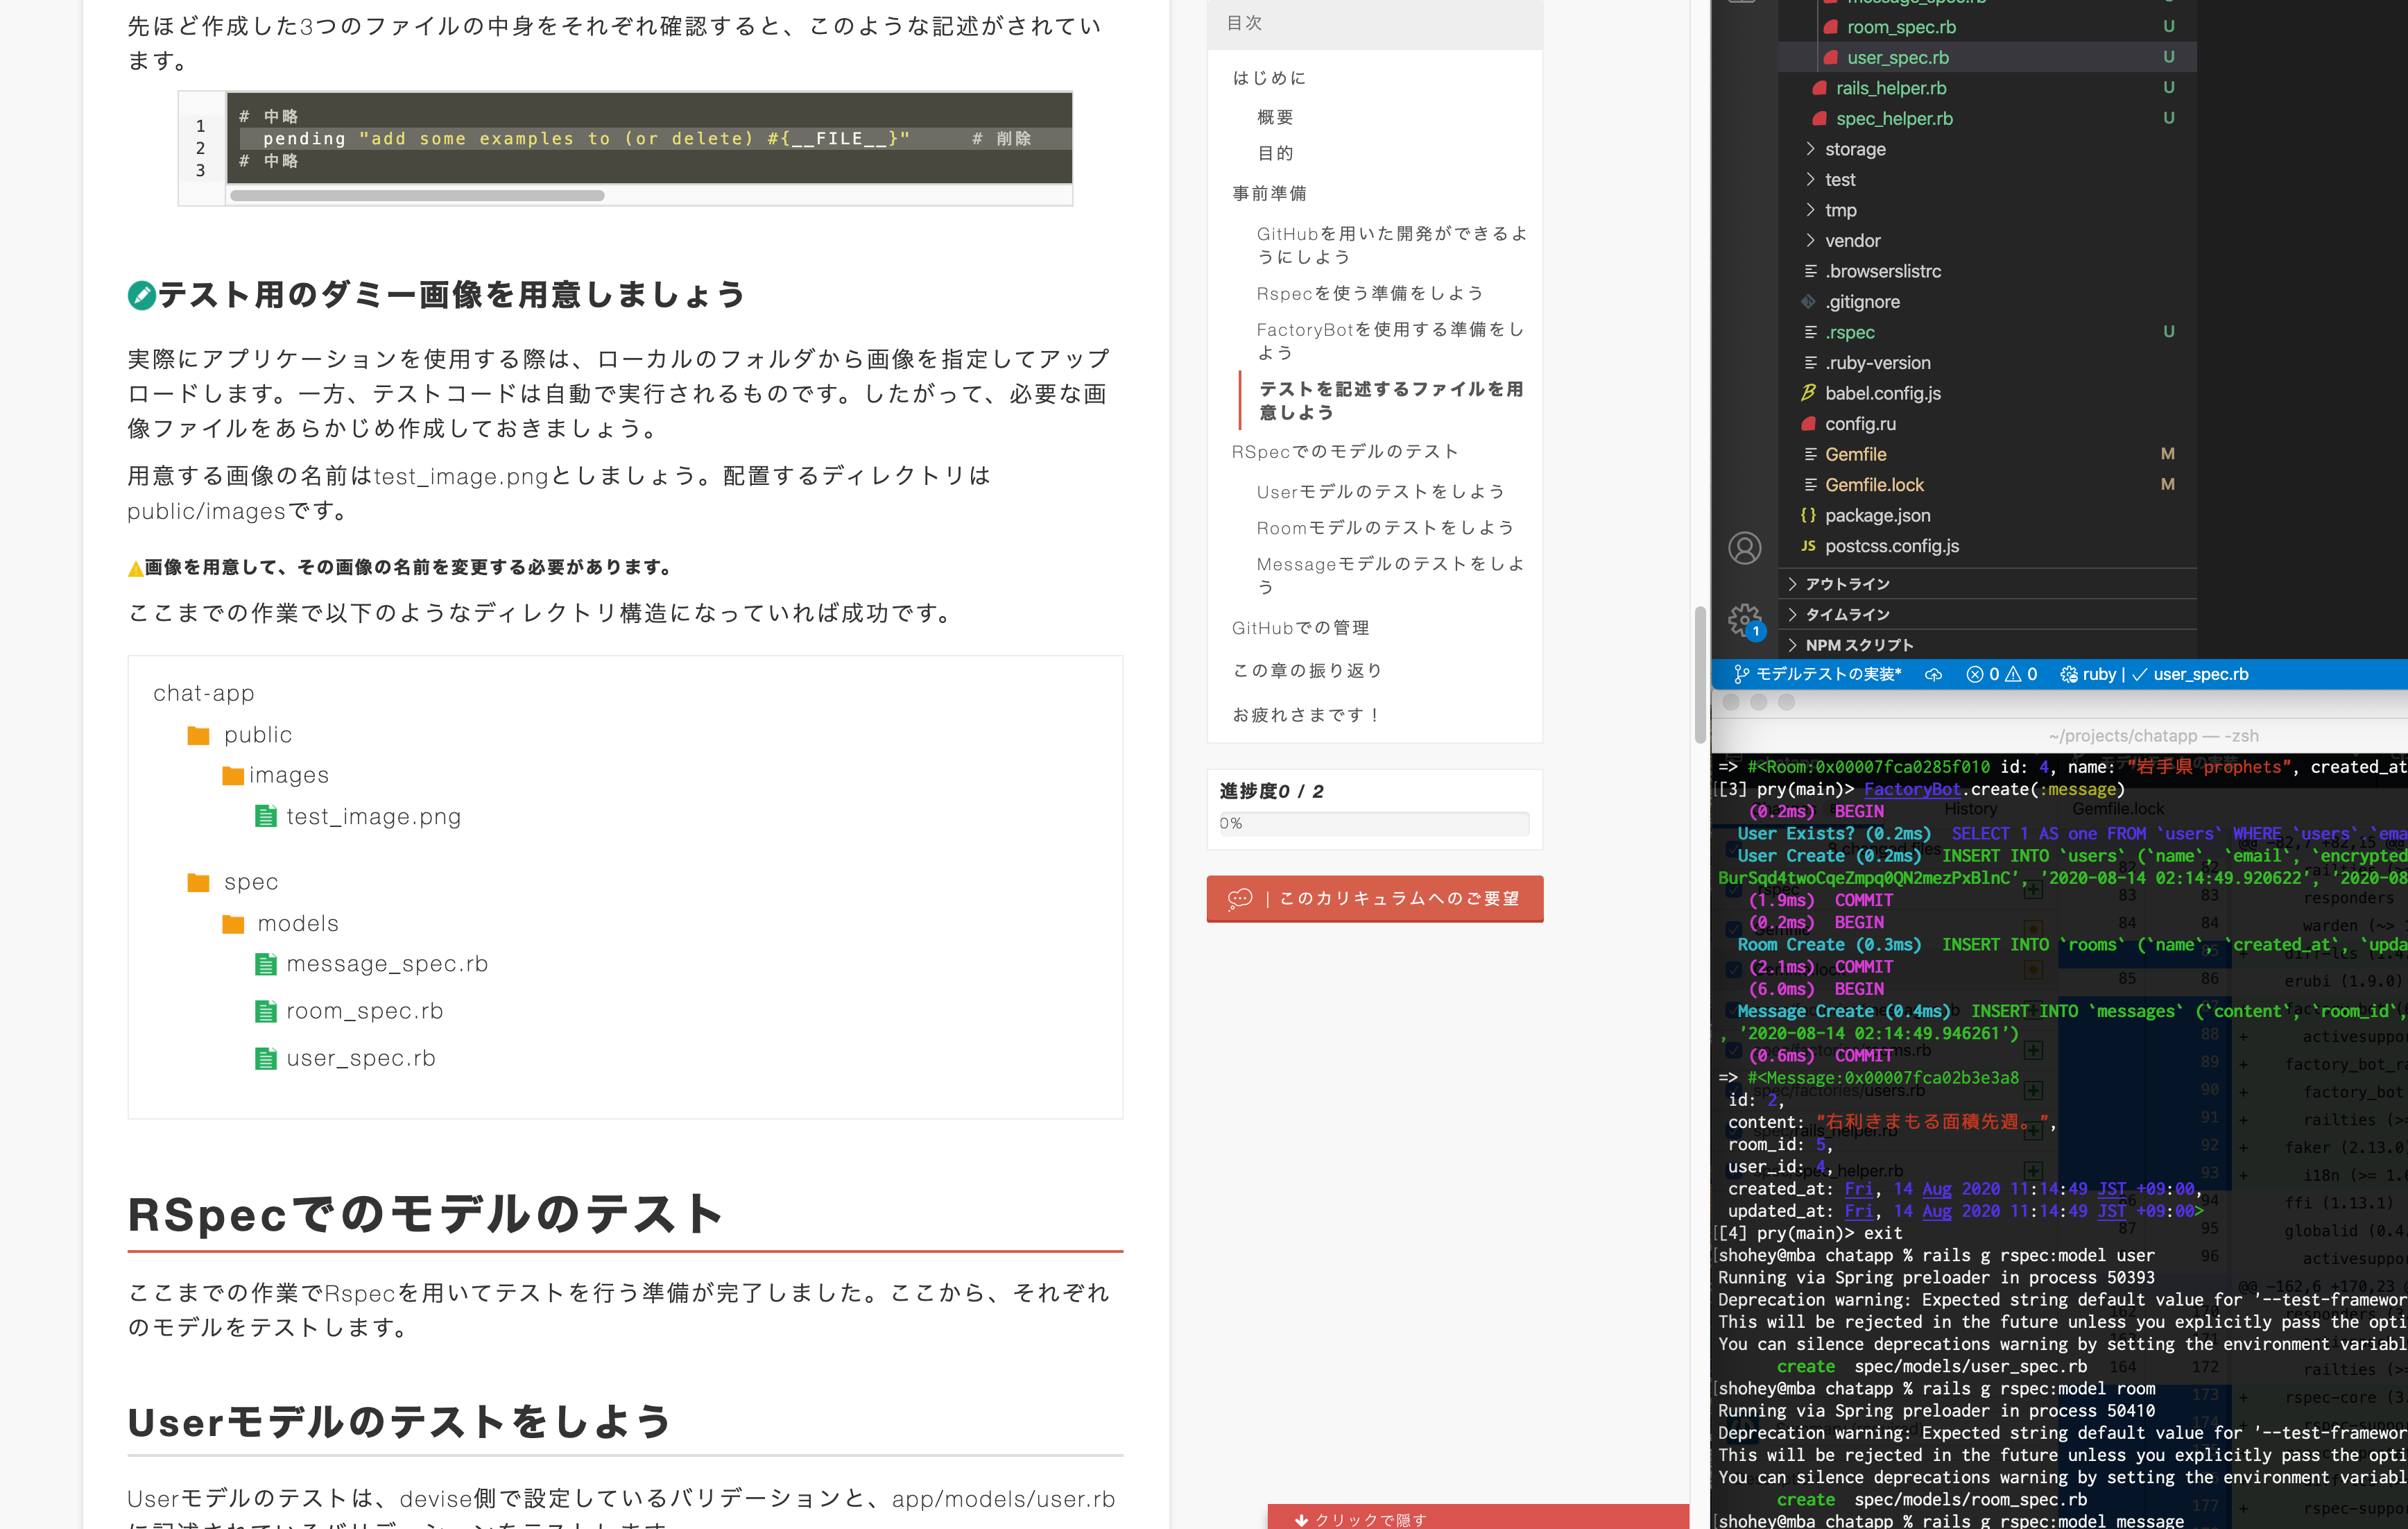 先ほど作成した3つのファイルの中身をそれぞれ確認すると、このような記述がされてい
ます。
1
2
3
# 中略
pending "add some examples to (or delete) #{__FILE__}" # 削除
# 中略
テスト用のダミー画像を用意しましょう
実際にアプリケーションを使用する際は、ローカルのフォルダから画像を指定してアップ
ロードします。一方、テストコードは自動で実行されるものです。したがって、必要な画
像ファイルをあらかじめ作成しておきましょう。
用意する画像の名前はtest_image.pngとしましょう。配置するディレクトリは
public/imagesです。
画像を用意して、その画像の名前を変更する必要があります。
ここまでの作業で以下のようなディレクトリ構造になっていれば成功です。
chat-app
public
images
test_image.png
spec
models
message_spec.rb
room_spec.rb
user_spec.rb
RSpecでのモデルのテスト
ここまでの作業でRspecを用いてテストを行う準備が完了しました。ここから、それぞれ
のモデルをテストします。
Userモデルのテストをしよう
Userモデルのテストは、devise側で設定しているバリデーションと、app/models/user.rb
に記述されているバリデーションをテストします。
目次
はじめに
概要
目的
事前準備
GitHubを用いた開発ができるよ
うにしよう
Rspecを使う準備をしよう
FactoryBotを使用する準備をし
よう
テストを記述するファイルを用
意しよう
RSpecでのモデルのテスト
Userモデルのテストをしよう
Roomモデルのテストをしよう
Messageモデルのテストをしよ
う
GitHubでの管理
この章の振り返り
お疲れさまです！
進捗度0 / 2
0%
| このカリキュラムへのご要望
クリックで隠す
message_spec.rb
room_spec.rb U
user_spec.rb U
rails_helper.rb U
spec_helper.rb U
storage
test
tmp
vendor
.browserslistrc
.gitignore
.rspec U
.ruby-version
babel.config.js
config.ru
Gemfile M
Gemfile.lock M
package.json
JS postcss.config.js
アウトライン
タイムライン
NPM スクリプト
1
モデルテストの実装* 0 0 ruby | ✓ user_spec.rb
~/projects/chatapp — -zsh
=> #<Room:0x00007fca0285f010 id: 4, name: "岩手県 prophets", created_at
[3] pry(main)> FactoryBot.create(:message)
(0.2ms) BEGIN
User Exists? (0.2ms) SELECT 1 AS one FROM `users` WHERE `users`.`ema
User Create (0.2ms) INSERT INTO `users` (`name`, `email`, `encrypted
BurSqd4twoCqeZmpq0QN2mezPxBlnC', '2020-08-14 02:14:49.920622', '2020-08
(1.9ms) COMMIT
(0.2ms) BEGIN
Room Create (0.3ms) INSERT INTO `rooms` (`name`, `created_at`, `upda
(2.1ms) COMMIT
(6.0ms) BEGIN
Message Create (0.4ms) INSERT INTO `messages` (`content`, `room_id`,
, '2020-08-14 02:14:49.946261')
(0.6ms) COMMIT
=> #<Message:0x00007fca02b3e3a8
id: 2,
content: "右利きまもる面積先週。",
room_id: 5,
user_id: 4,
created_at: Fri, 14 Aug 2020 11:14:49 JST +09:00,
updated_at: Fri, 14 Aug 2020 11:14:49 JST +09:00>
[4] pry(main)> exit
shohey@mba chatapp % rails g rspec:model user
Running via Spring preloader in process 50393
Deprecation warning: Expected string default value for '--test-framewor
This will be rejected in the future unless you explicitly pass the opti
You can silence deprecations warning by setting the environment variabl
create spec/models/user_spec.rb
shohey@mba chatapp % rails g rspec:model room
Running via Spring preloader in process 50410
Deprecation warning: Expected string default value for '--test-framewor
This will be rejected in the future unless you explicitly pass the opti
You can silence deprecations warning by setting the environment variabl
create spec/models/room_spec.rb
shohey@mba chatapp % rails g rspec:model message